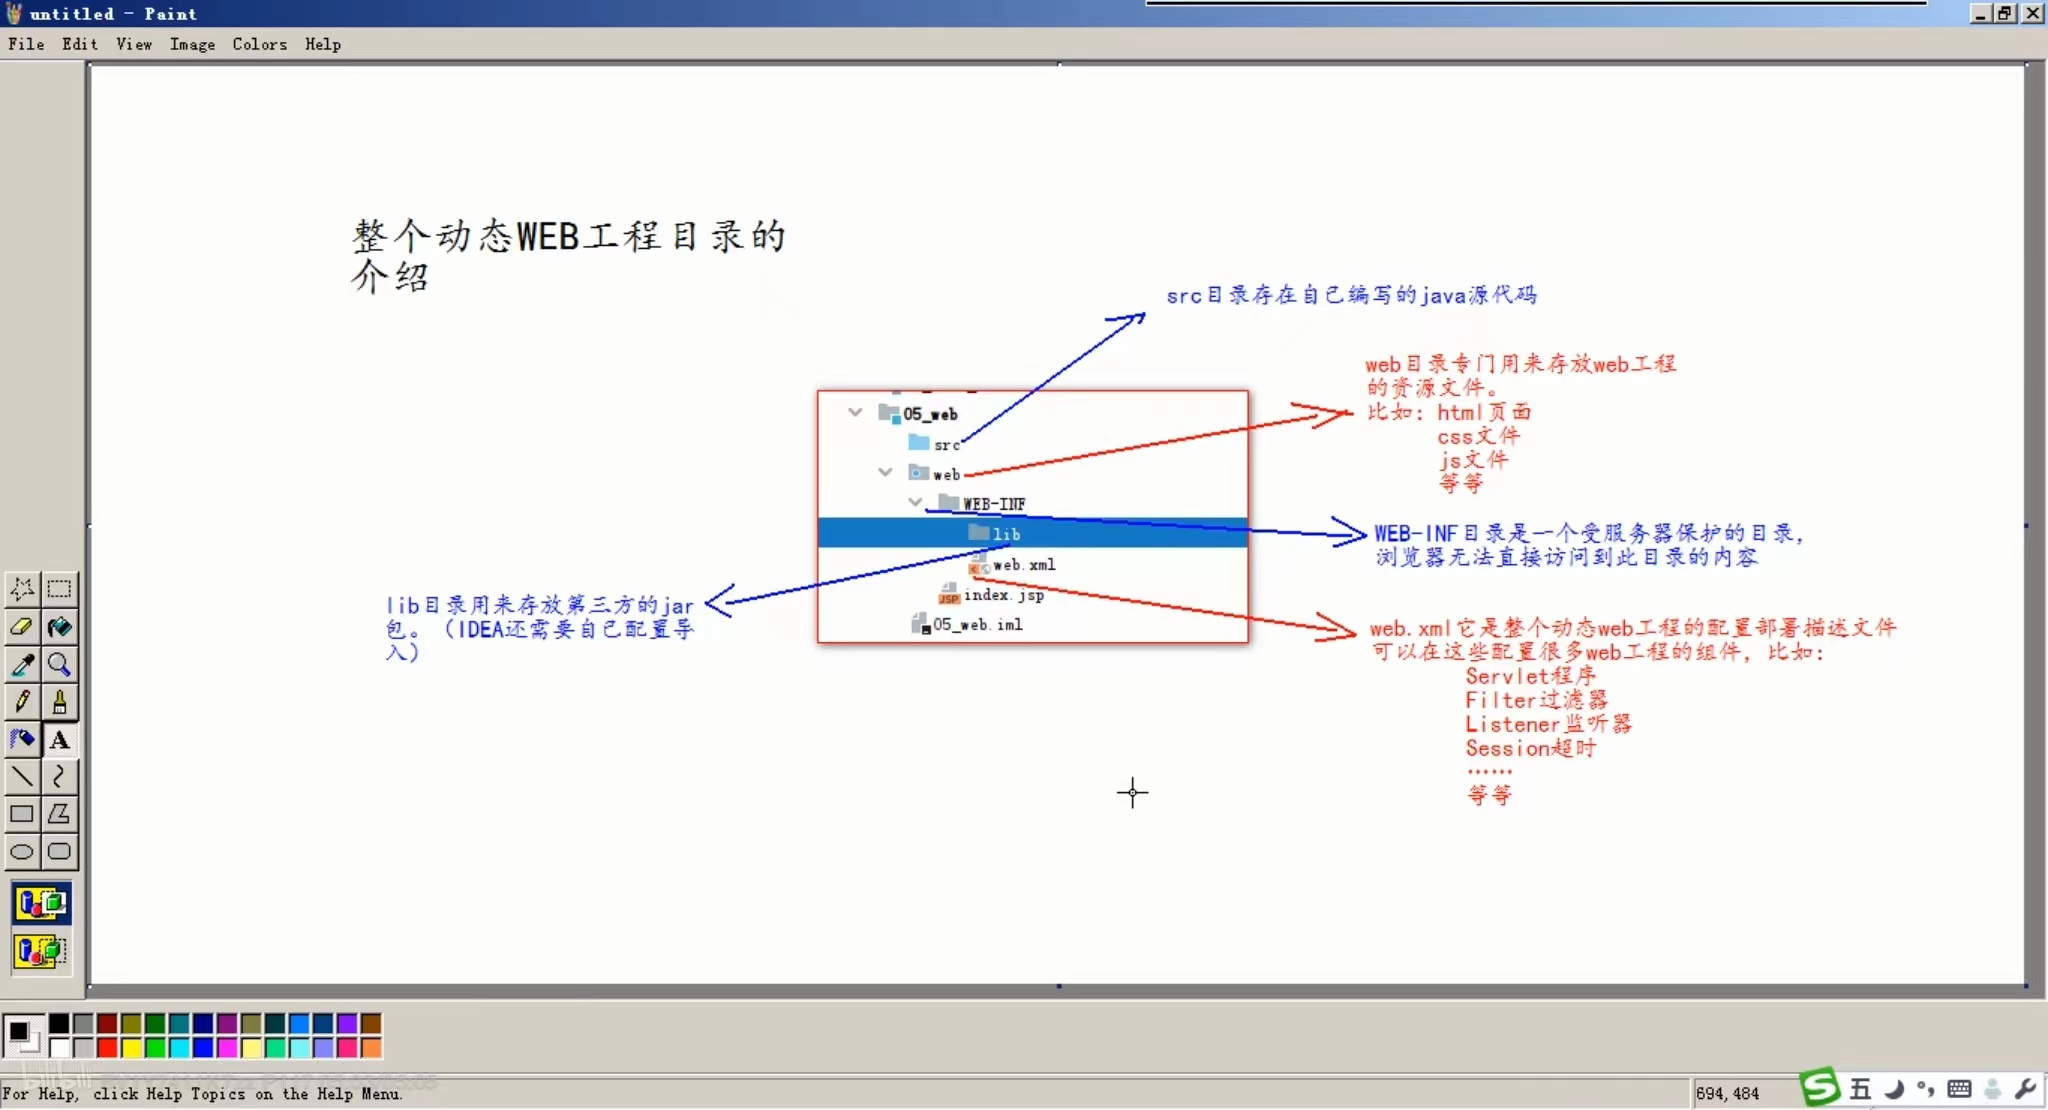 untitled - Paint
File Edit View Image Colors Help
整个动态WEB工程目录的
介绍
src目录存在自己编写的java源代码
web目录专门用来存放web工程
的资源文件。
比如: html页面
css文件
js文件
等等
05_web
src
web
WEB-INF
lib
web.xml
index.jsp
05_web.iml
WEB-INF目录是一个受服务器保护的目录,
浏览器无法直接访问到此目录的内容
lib目录用来存放第三方的jar
包。（IDEA还需要自己配置导
入）
web.xml它是整个动态web工程的配置部署描述文件
可以在这些配置很多web工程的组件, 比如:
Servlet程序
Filter过滤器
Listener监听器
Session超时
……
等等
For Help, click Help Topics on the Help Menu.
694,484
五